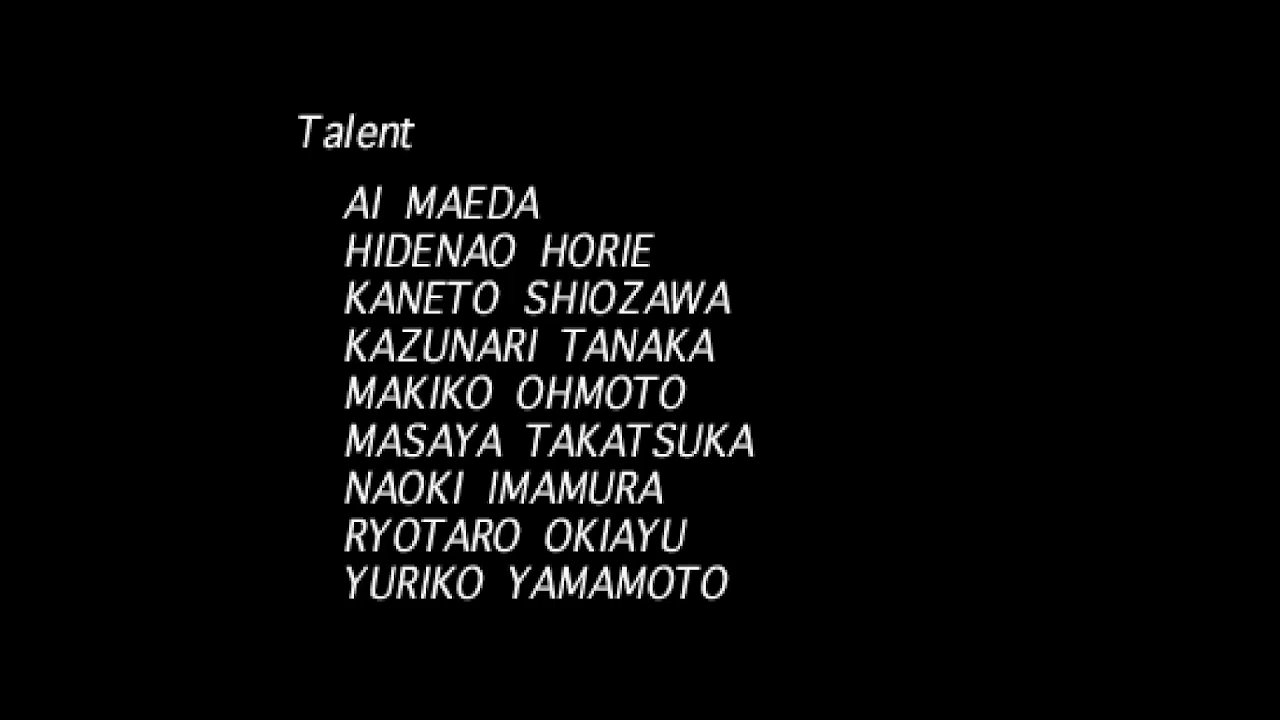 Talent
AI MAEDA
HIDENAO HORIE
KANETO SHIOZAWA
KAZUNARI TANAKA
MAKIKO OHMOTO
MASAYA TAKATSUKA
NAOKI IMAMURA
RYOTARO OKIAYU
YURIKO YAMAMOTO